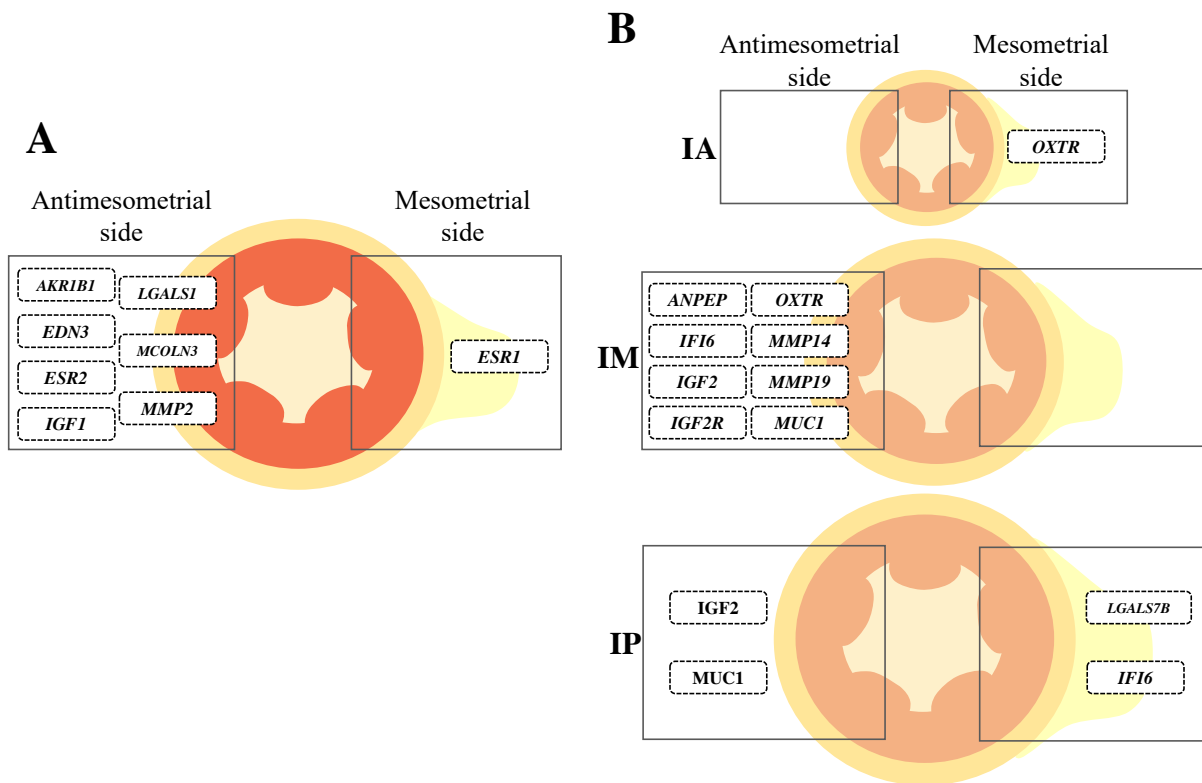 A
Antimesometrial
side
Mesometrial
side
AKR1B1
LGALS1
EDN3
MCOLN3
ESR2
MMP2
IGF1
ESR1
B
Antimesometrial
side
Mesometrial
side
IA
OXTR
IM
ANPEP
OXTR
IFI6
MMP14
IGF2
MMP19
IGF2R
MUC1
IP
IGF2
MUC1
LGALS7B
IFI6